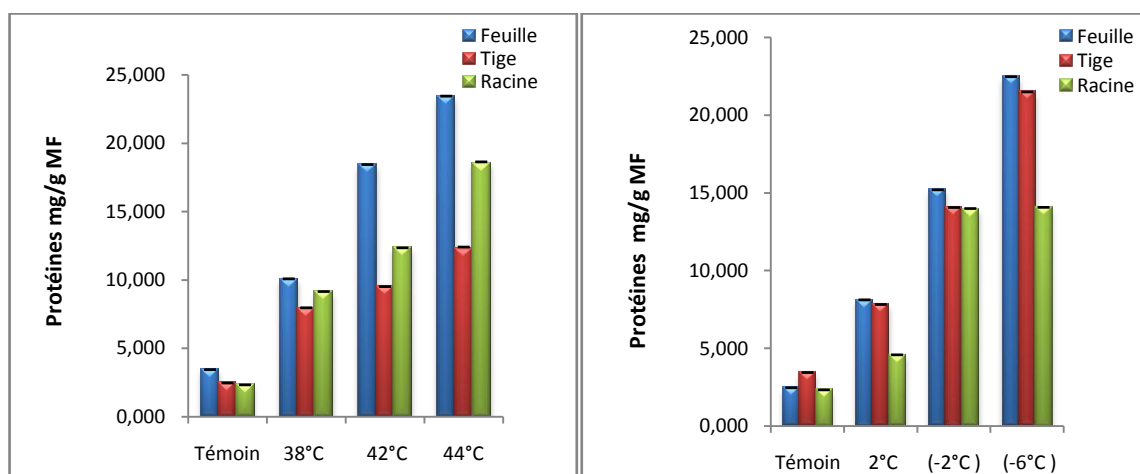 Protéines mg/g MF
25,000
20,000
15,000
10,000
5,000
0,000
Témoin 38°C 42°C 44°C
Feuille
Tige
Racine
Protéines mg/g MF
25,000
20,000
15,000
10,000
5,000
0,000
Témoin 2°C (-2°C ) (-6°C )
Feuille
Tige
Racine